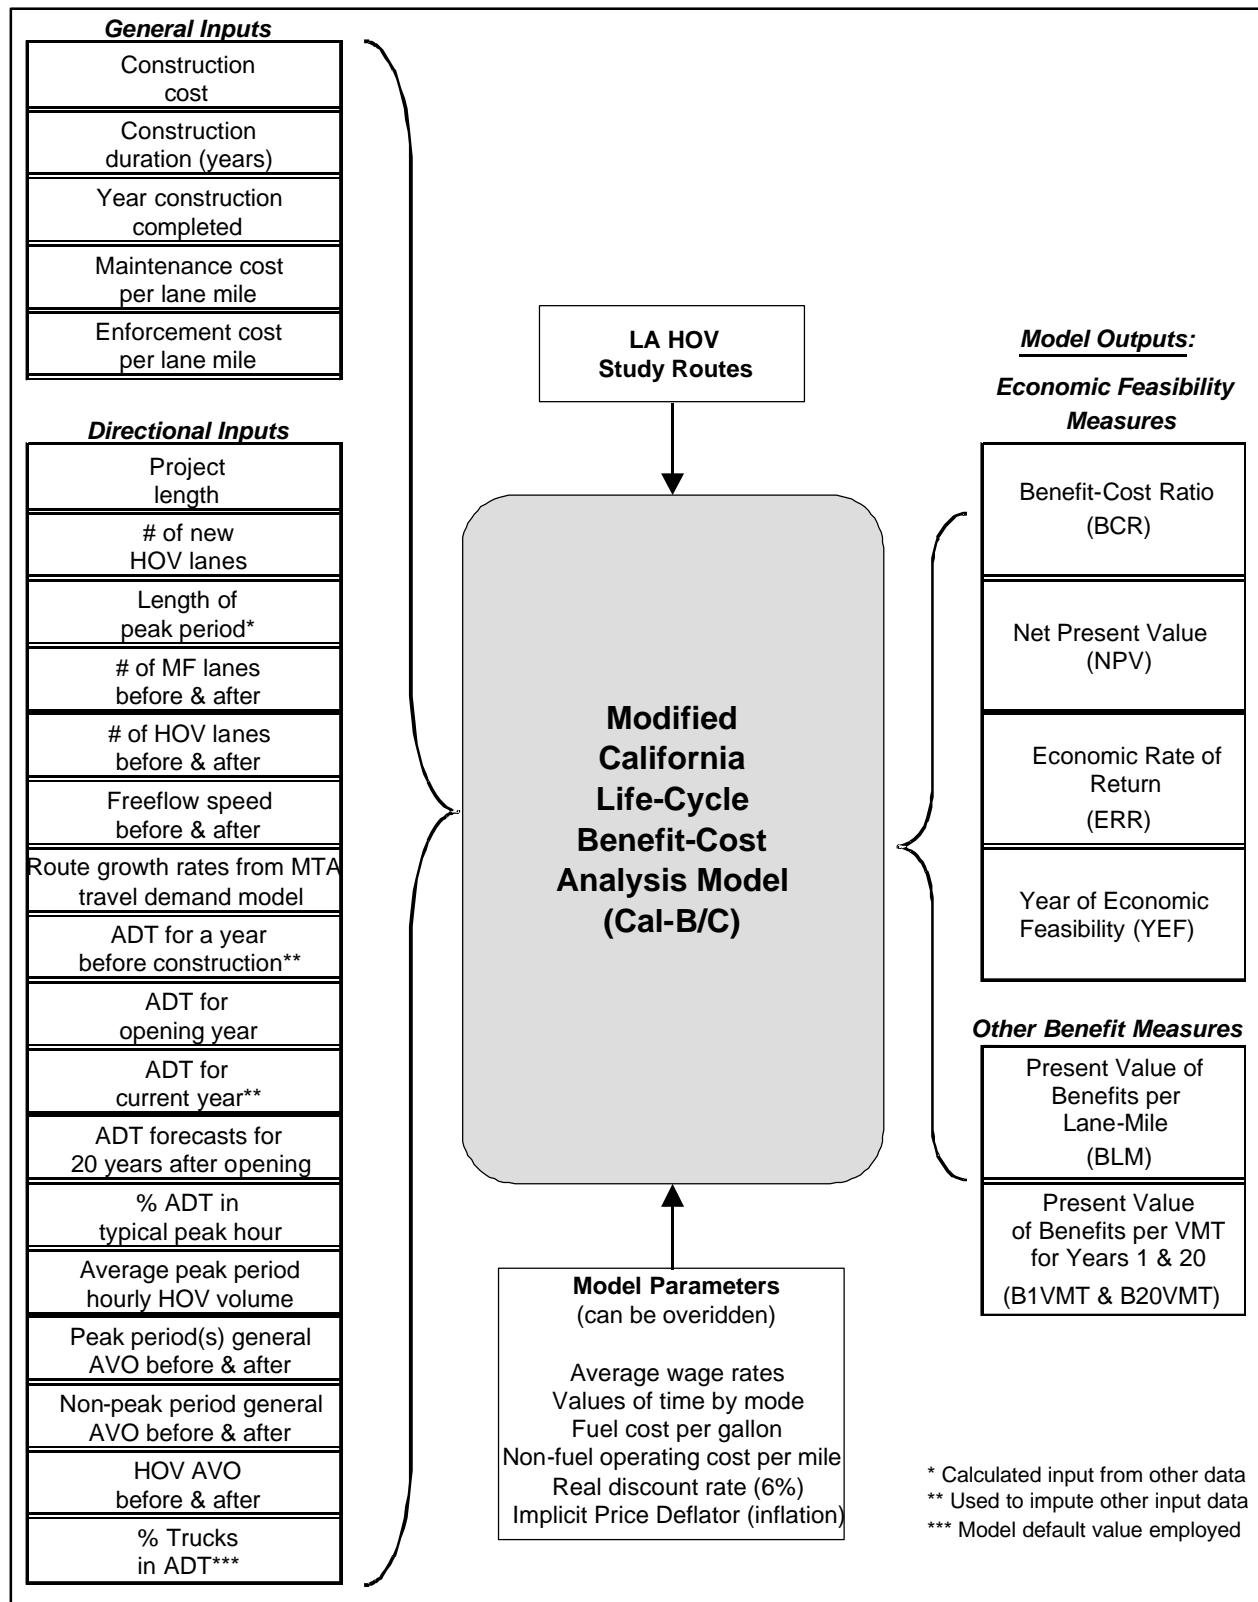 General Inputs
Construction
cost
Construction
duration (years)
Year construction
completed
Maintenance cost
per lane mile
Enforcement cost
per lane mile
Directional Inputs
Project
length
# of new
HOV lanes
Length of
peak period*
# of MF lanes
before & after
# of HOV lanes
before & after
Freeflow speed
before & after
Route growth rates from MTA
travel demand model
ADT for a year
before construction**
ADT for
opening year
ADT for
current year**
ADT forecasts for
20 years after opening
% ADT in
typical peak hour
Average peak period
hourly HOV volume
Peak period(s) general
AVO before & after
Non-peak period general
AVO before & after
HOV AVO
before & after
% Trucks
in ADT***
LA HOV
Study Routes
Modified
California
Life-Cycle
Benefit-Cost
Analysis Model
(Cal-B/C)
Model Parameters
(can be overidden)
Average wage rates
Values of time by mode
Fuel cost per gallon
Non-fuel operating cost per mile
Real discount rate (6%)
Implicit Price Deflator (inflation)
Model Outputs:
Economic Feasibility
Measures
Benefit-Cost Ratio
(BCR)
Net Present Value
(NPV)
Economic Rate of
Return
(ERR)
Year of Economic
Feasibility (YEF)
Other Benefit Measures
Present Value of
Benefits per
Lane-Mile
(BLM)
Present Value
of Benefits per VMT
for Years 1 & 20
(B1VMT & B20VMT)
* Calculated input from other data
** Used to impute other input data
*** Model default value employed